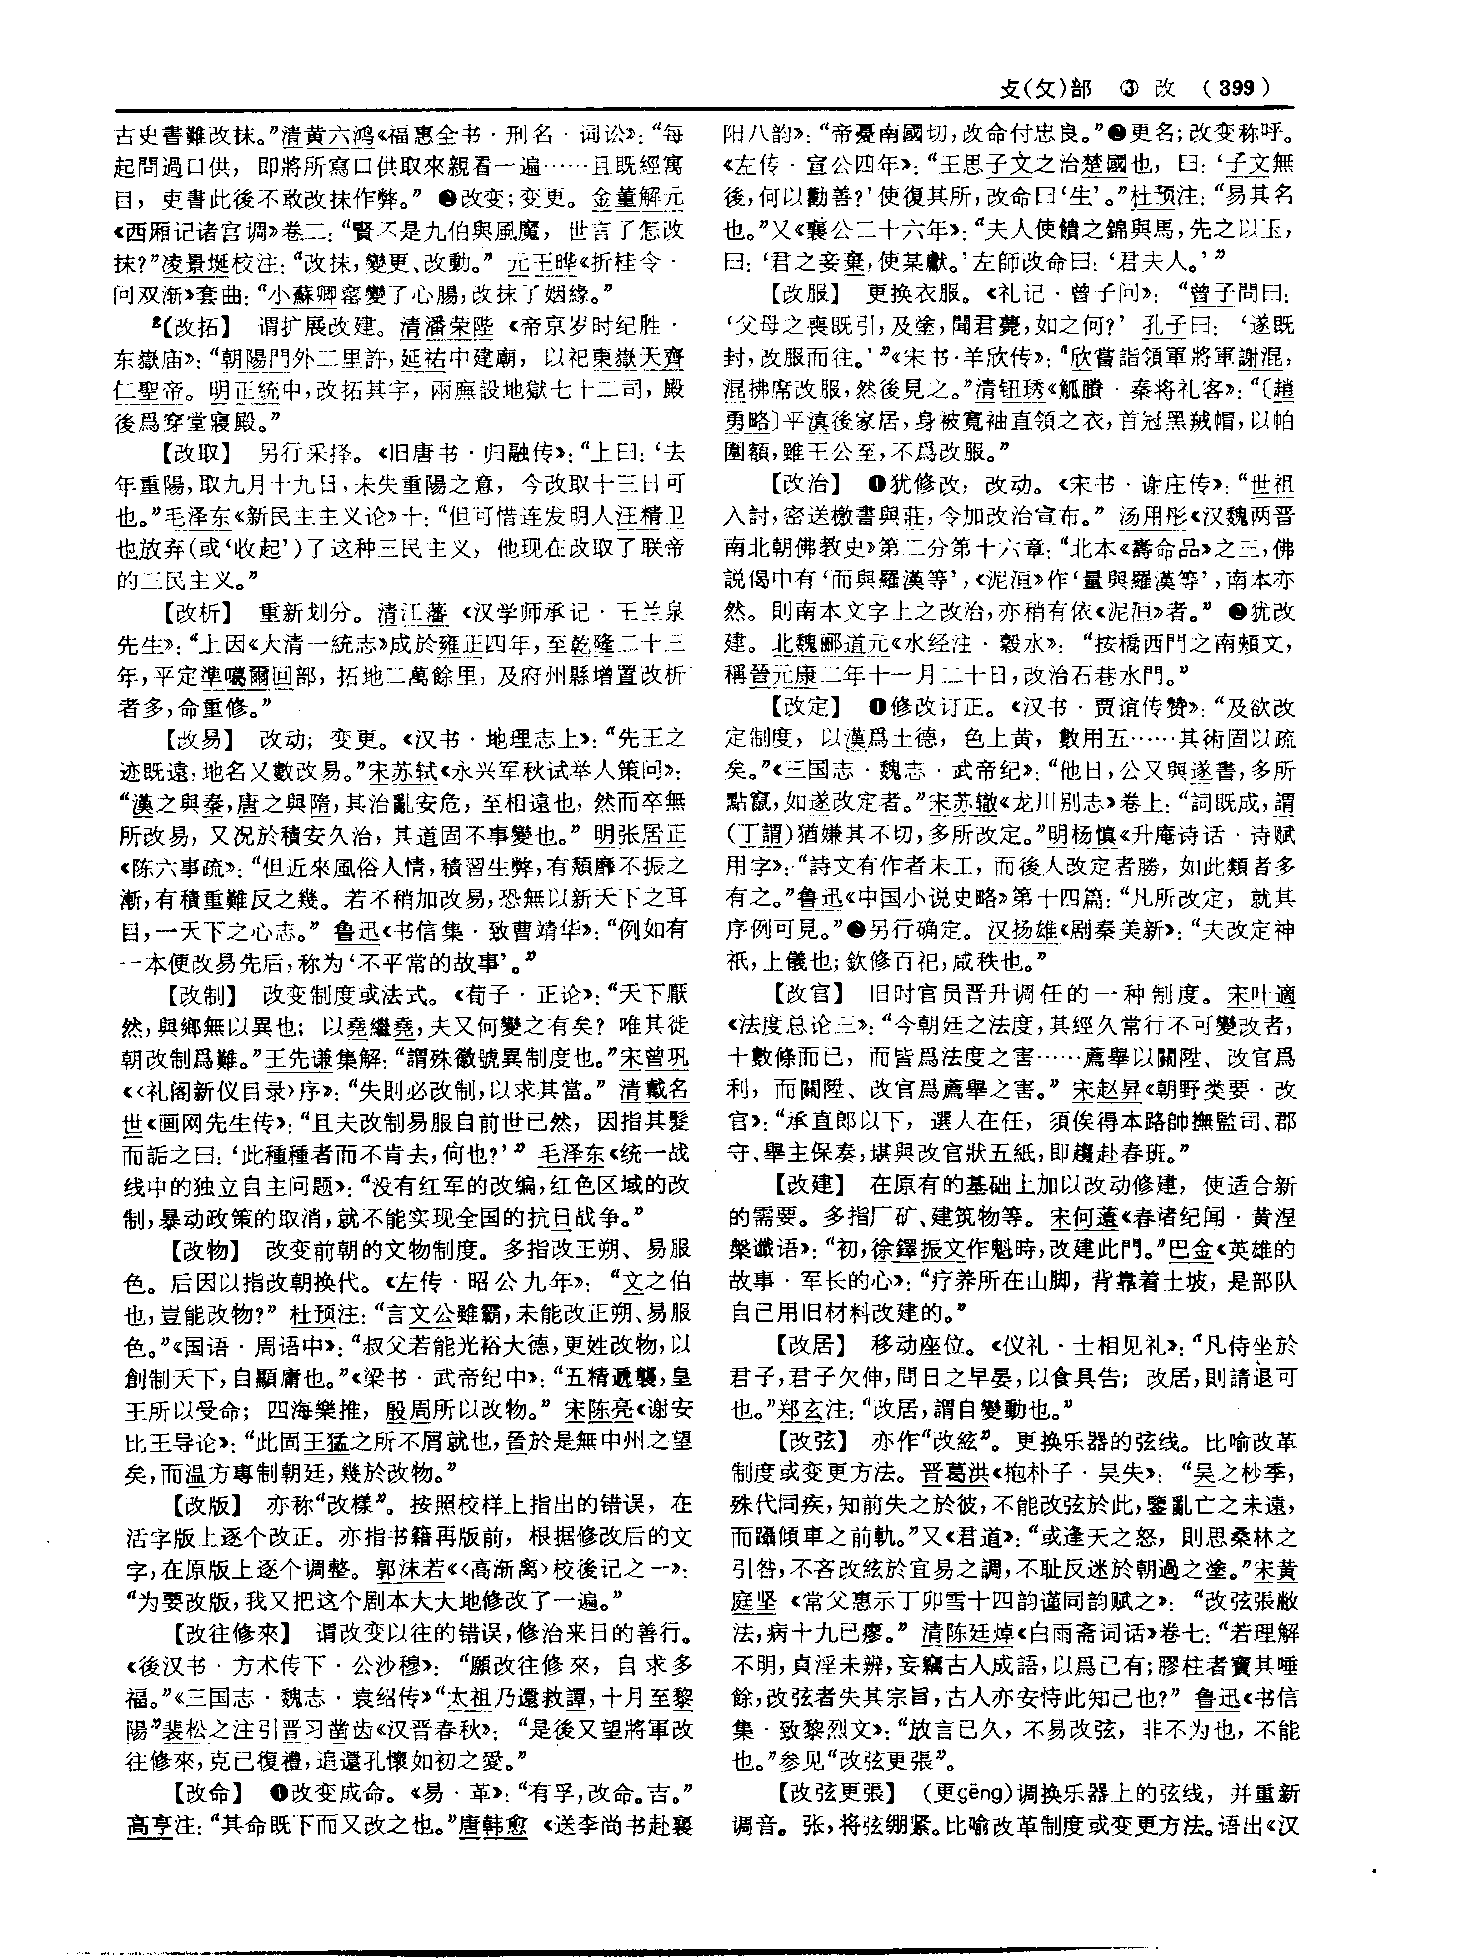 攴(攵)部 ③ 改 (399)
古史書難改抹。”清黄六鸿《福惠全书·刑名·词讼》：“每
起問過口供，即將所寫口供取來親看一遍……且既經寓
目，吏書此後不敢改抹作弊。” ❷改变；变更。金董解元
《西厢记诸宫调》卷二：“賢不是九伯與風魔，世言了怎改
抹？”凌景埏校注：“改抹，變更、改動。” 元王晔《折桂令·
问双渐》套曲：“小蘇卿窑變了心腸，改抹了姻緣。”
²【改拓】 谓扩展改建。清潘荣陛《帝京岁时纪胜·
东嶽庙》：“朝陽門外二里許，延祐中建廟，以祀東嶽天齊
仁聖帝。明正統中，改拓其宇，兩廡設地獄七十二司，殿
後爲穿堂寢殿。”
【改取】 另行采择。《旧唐书·归融传》：“上曰：‘去
年重陽，取九月十九日，未失重陽之意，今改取十三日可
也。”毛泽东《新民主主义论》十：“但可惜连发明人汪精卫
也放弃(或‘收起’)了这种三民主义，他现在改取了联帝
的三民主义。”
【改析】 重新划分。清江藩《汉学师承记·王兰泉
先生》：“上因《大清一統志》成於雍正四年，至乾隆二十三
年，平定準噶爾回部，拓地二萬餘里，及府州縣增置改析
者多，命重修。”
【改易】 改动；变更。《汉书·地理志上》：“先王之
迹既遠，地名又數改易。”宋苏轼《永兴军秋试举人策问》：
“漢之與秦，唐之與隋，其治亂安危，至相遠也，然而卒無
所改易，又况於積安久治，其道固不事變也。” 明张居正
《陈六事疏》：“但近來風俗人情，積習生弊，有頹靡不振之
漸，有積重難反之幾。若不稍加改易，恐無以新天下之耳
目，一天下之心志。” 鲁迅《书信集·致曹靖华》：“例如有
一本便改易先后，称为‘不平常的故事’。”
【改制】 改变制度或法式。《荀子·正论》：“天下厭
然，與鄉無以異也；以堯繼堯，夫又何變之有矣？唯其徙
朝改制爲難。”王先谦集解：“謂殊徽號異制度也。”宋曾巩
《〈礼阁新仪目录〉序》：“失則必改制，以求其當。” 清戴名
世《画网先生传》：“且夫改制易服自前世已然，因指其髮
而詬之曰：‘此種種者而不肯去，何也？’” 毛泽东《统一战
线中的独立自主问题》：“没有红军的改编，红色区域的改
制，暴动政策的取消，就不能实现全国的抗日战争。”
【改物】 改变前朝的文物制度。多指改正朔、易服
色。后因以指改朝换代。《左传·昭公九年》：“文之伯
也，豈能改物？” 杜预注：“言文公雖霸，未能改正朔、易服
色。”《国语·周语中》：“叔父若能光裕大德，更姓改物，以
創制天下，自顯庸也。”《梁书·武帝纪中》：“五精遞襲，皇
王所以受命；四海樂推，殷周所以改物。” 宋陈亮《谢安
比王导论》：“此固王猛之所不屑就也，晉於是無中州之望
矣，而温方專制朝廷，幾於改物。”
【改版】 亦称“改樣”。按照校样上指出的错误，在
活字版上逐个改正。亦指书籍再版前，根据修改后的文
字，在原版上逐个调整。郭沫若《〈高渐离〉校後记之一》：
“为要改版，我又把这个剧本大大地修改了一遍。”
【改往修來】 谓改变以往的错误，修治来日的善行。
《後汉书·方术传下·公沙穆》：“願改往修來，自求多
福。”《三国志·魏志·袁绍传》“太祖乃還救譚，十月至黎
陽”裴松之注引晋习凿齿《汉晋春秋》：“是後又望將軍改
往修來，克己復禮，追還孔懷如初之愛。”
【改命】 ❶改变成命。《易·革》：“有孚，改命。吉。”
高亨注：“其命既下而又改之也。”唐韩愈《送李尚书赴襄
阳八韵》：“帝憂南國切，改命付忠良。”❷更名；改变称呼。
《左传·宣公四年》：“王思子文之治楚國也，曰：‘子文無
後，何以勸善？’使復其所，改命曰‘生’。”杜预注：“易其名
也。”又《襄公二十六年》：“夫人使饋之錦與馬，先之以玉，
曰：‘君之妾棄，使某獻。’左師改命曰：‘君夫人。’”
【改服】 更换衣服。《礼记·曾子问》：“曾子問曰：
‘父母之喪既引，及塗，聞君薨，如之何？’ 孔子曰：‘遂既
封，改服而往。’”《宋书·羊欣传》：“欣嘗詣領軍將軍謝混，
混拂席改服，然後見之。”清钮琇《觚賸·秦将礼客》：“〔趙
勇略〕平滇後家居，身被寬袖直領之衣，首冠黑羢帽，以帕
圍額，雖王公至，不爲改服。”
【改治】 ❶犹修改；改动。《宋书·谢庄传》：“世祖
入討，密送檄書與莊，令加改治宣布。” 汤用彤《汉魏两晋
南北朝佛教史》第二分第十六章：“北本《壽命品》之三，佛
説偈中有‘而與羅漢等’，《泥洹》作‘量與羅漢等’，南本亦
然。則南本文字上之改治，亦稍有依《泥洹》者。” ❷犹改
建。北魏郦道元《水经注·穀水》：“按橋西門之南頰文，
稱晉元康二年十一月二十日，改治石巷水門。”
【改定】 ❶修改订正。《汉书·贾谊传赞》：“及欲改
定制度，以漢爲土德，色上黄，數用五……其術固以疏
矣。”《三国志·魏志·武帝纪》：“他日，公又與遂書，多所
點竄，如遂改定者。”宋苏辙《龙川别志》卷上：“詞既成，謂
(丁謂)猶嫌其不切，多所改定。”明杨慎《升庵诗话·诗赋
用字》：“詩文有作者未工，而後人改定者勝，如此類者多
有之。”鲁迅《中国小说史略》第十四篇：“凡所改定，就其
序例可見。”❷另行确定。汉扬雄《剧秦美新》：“夫改定神
祇，上儀也；欽修百祀，咸秩也。”
【改官】 旧时官员晋升调任的一种制度。宋叶適
《法度总论三》：“今朝廷之法度，其經久常行不可變改者，
十數條而已，而皆爲法度之害……薦舉以關陞、改官爲
利，而關陞、改官爲薦舉之害。” 宋赵昇《朝野类要·改
官》：“承直郎以下，選人在任，須俟得本路帥撫監司、郡
守、舉主保奏，堪與改官狀五紙，即趨赴春班。”
【改建】 在原有的基础上加以改动修建，使适合新
的需要。多指厂矿、建筑物等。宋何薳《春渚纪闻·黄涅
槃谶语》：“初，徐鐸振文作魁時，改建此門。”巴金《英雄的
故事·军长的心》：“疗养所在山脚，背靠着土坡，是部队
自己用旧材料改建的。”
【改居】 移动座位。《仪礼·士相见礼》：“凡侍坐於
君子，君子欠伸，問日之早晏，以食具告；改居，則請退可
也。”郑玄注：“改居，謂自變動也。”
【改弦】 亦作“改絃”。更换乐器的弦线。比喻改革
制度或变更方法。晋葛洪《抱朴子·吴失》：“吴之杪季，
殊代同疾，知前失之於彼，不能改弦於此，鑒亂亡之未遠，
而躡傾車之前軌。”又《君道》：“或逢天之怒，則思桑林之
引咎，不吝改絃於宜易之調，不耻反迷於朝過之塗。”宋黄
庭坚《常父惠示丁卯雪十四韵谨同韵赋之》：“改弦張敝
法，病十九已瘳。” 清陈廷焯《白雨斋词话》卷七：“若理解
不明，貞淫未辨，妄竊古人成語，以爲己有；膠柱者寶其唾
餘，改弦者失其宗旨，古人亦安恃此知己也？” 鲁迅《书信
集·致黎烈文》：“放言已久，不易改弦，非不为也，不能
也。”参见“改弦更張”。
【改弦更張】 (更gēng)调换乐器上的弦线，并重新
调音。张，将弦绷紧。比喻改革制度或变更方法。语出《汉